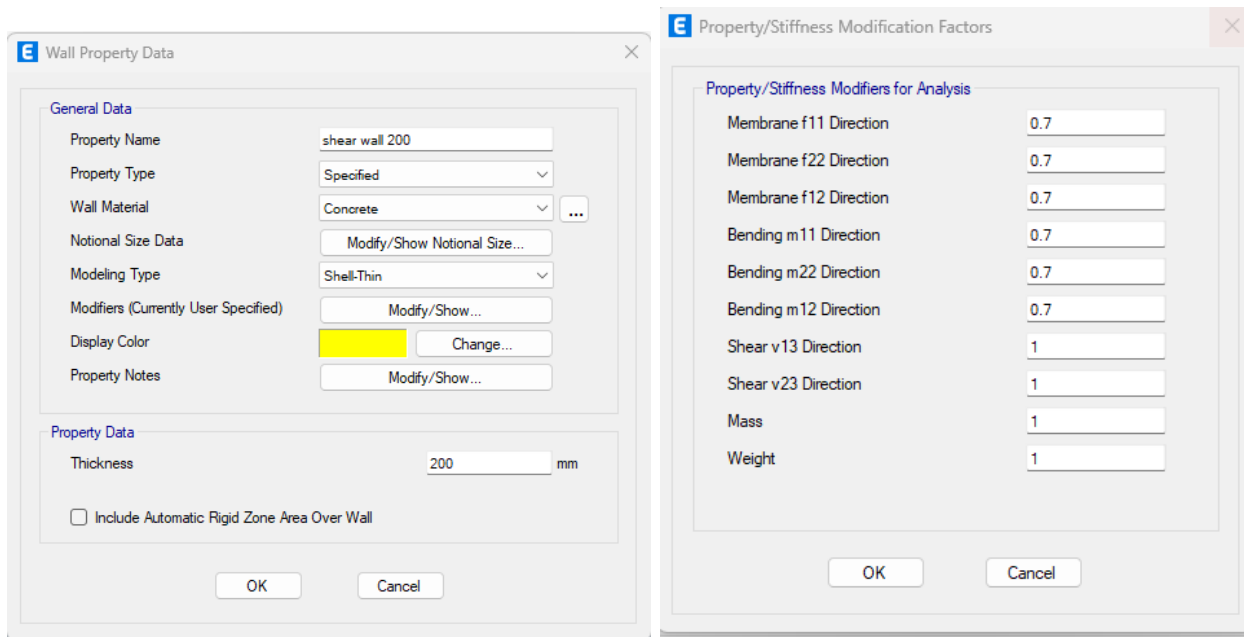 E Wall Property Data
General Data
Property Name shear wall 200
Property Type Specified
Wall Material Concrete ...
Notional Size Data Modify/Show Notional Size...
Modeling Type Shell-Thin
Modifiers (Currently User Specified) Modify/Show...
Display Color Change...
Property Notes Modify/Show...
Property Data
Thickness 200 mm
Include Automatic Rigid Zone Area Over Wall
OK Cancel
E Property/Stiffness Modification Factors
Property/Stiffness Modifiers for Analysis
Membrane f11 Direction 0.7
Membrane f22 Direction 0.7
Membrane f12 Direction 0.7
Bending m11 Direction 0.7
Bending m22 Direction 0.7
Bending m12 Direction 0.7
Shear v13 Direction 1
Shear v23 Direction 1
Mass 1
Weight 1
OK Cancel